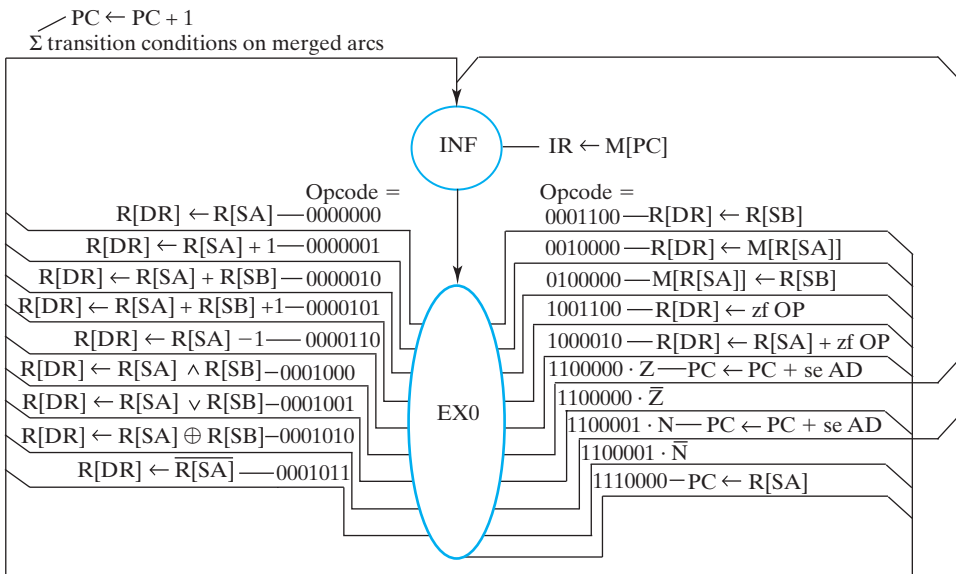 PC ← PC + 1
Σ transition conditions on merged arcs
INF
IR ← M[PC]
Opcode =
R[DR] ← R[SA] — 0000000
R[DR] ← R[SA] + 1 — 0000001
R[DR] ← R[SA] + R[SB] — 0000010
R[DR] ← R[SA] + R[SB] +1 — 0000101
R[DR] ← R[SA] −1 — 0000110
R[DR] ← R[SA] ∧ R[SB] – 0001000
R[DR] ← R[SA] ∨ R[SB] – 0001001
R[DR] ← R[SA] ⊕ R[SB] – 0001010
R[DR] ← R̅[̅S̅A̅]̅ — 0001011
EX0
Opcode =
0001100 — R[DR] ← R[SB]
0010000 — R[DR] ← M[R[SA]]
0100000 — M[R[SA]] ← R[SB]
1001100 — R[DR] ← zf OP
1000010 — R[DR] ← R[SA] + zf OP
1100000 · Z — PC ← PC + se AD
1100000 · Z̅
1100001 · N — PC ← PC + se AD
1100001 · N̅
1110000 – PC ← R[SA]